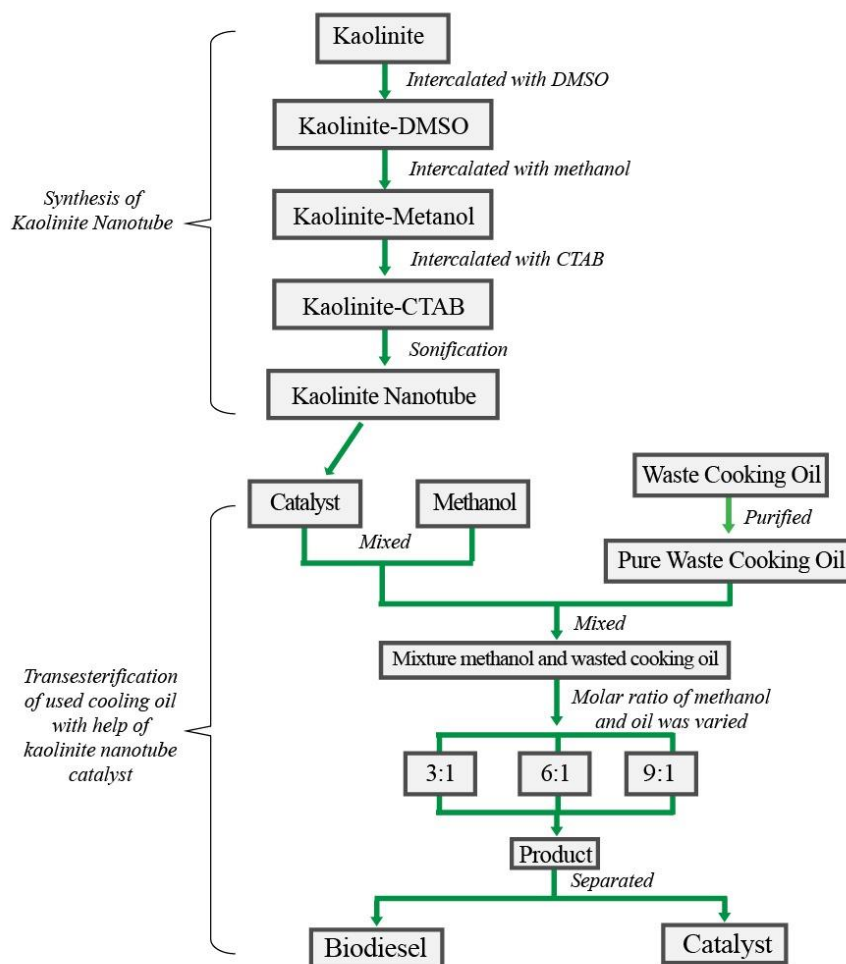 Kaolinite
Intercalated with DMSO
Kaolinite-DMSO
Intercalated with methanol
Synthesis of
Kaolinite Nanotube
Kaolinite-Metanol
Intercalated with CTAB
Kaolinite-CTAB
Sonification
Kaolinite Nanotube
Waste Cooking Oil
Catalyst
Methanol
Purified
Mixed
Pure Waste Cooking Oil
Mixed
Mixture methanol and wasted cooking oil
Transesterification
of used cooling oil
with help of
kaolinite nanotube
catalyst
Molar ratio of methanol
and oil was varied
3:1
6:1
9:1
Product
Separated
Biodiesel
Catalyst